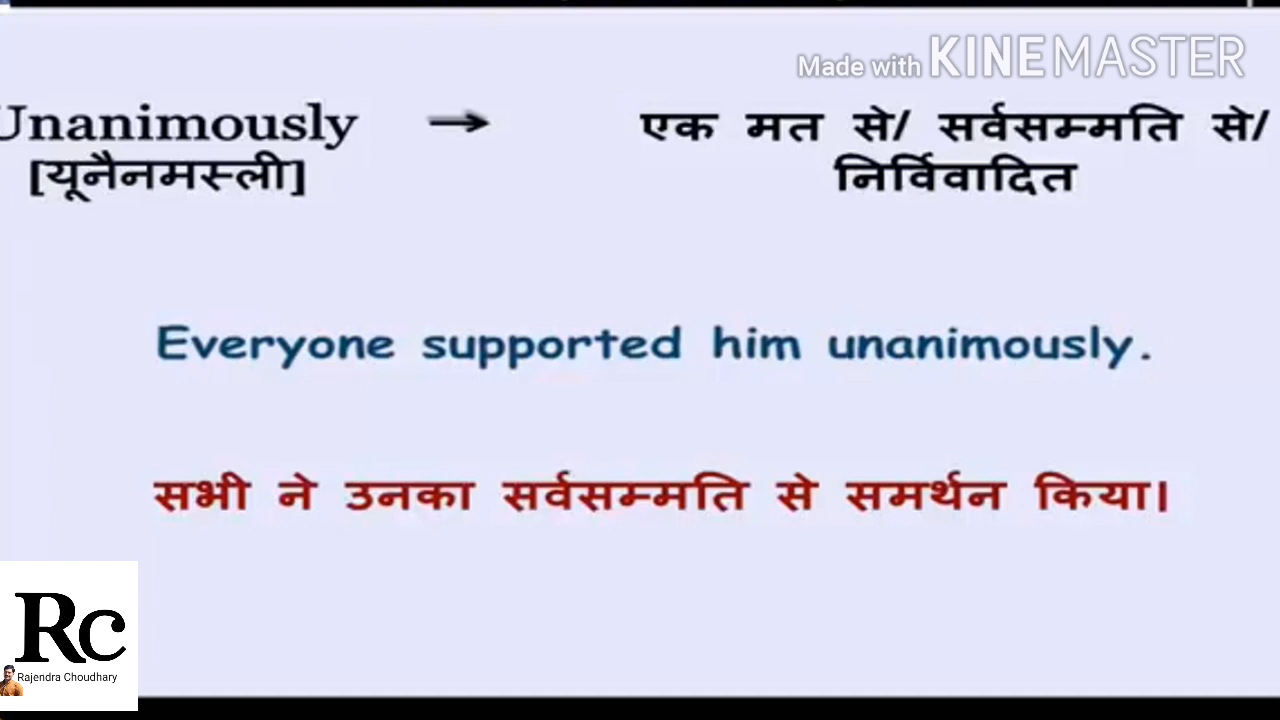 Made with KINEMASTER
Unanimously → एक मत से/ सर्वसम्मति से/
[यूनैनमस्ली] निर्विवादित
Everyone supported him unanimously.
सभी ने उनका सर्वसम्मति से समर्थन किया।
Rc
Rajendra Choudhary